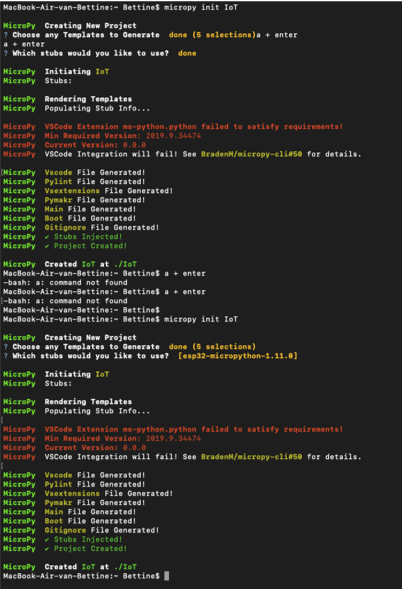 MacBook-Air-van-Bettine:~ Bettine$ micropy init IoT
MicroPy  Creating New Project
? Choose any Templates to Generate  done (5 selections)a + enter
a + enter
? Which stubs would you like to use?  done
MicroPy  Initiating IoT
MicroPy  Stubs:
MicroPy  Rendering Templates
MicroPy  Populating Stub Info...
MicroPy  VSCode Extension ms-python.python failed to satisfy requirements!
MicroPy  Min Required Version: 2019.9.34474
MicroPy  Current Version: 0.0.0
MicroPy  VSCode Integration will fail! See BradenM/micropy-cli#50 for details.
[MicroPy  Vscode File Generated!
MicroPy  Pylint File Generated!
MicroPy  Vsextensions File Generated!
MicroPy  Pymakr File Generated!
MicroPy  Main File Generated!
MicroPy  Boot File Generated!
MicroPy  Gitignore File Generated!
MicroPy  ✔ Stubs Injected!
MicroPy  ✔ Project Created!
MicroPy  Created IoT at ./IoT
MacBook-Air-van-Bettine:~ Bettine$ a + enter
-bash: a: command not found
MacBook-Air-van-Bettine:~ Bettine$ a + enter
[-bash: a: command not found
MacBook-Air-van-Bettine:~ Bettine$
MacBook-Air-van-Bettine:~ Bettine$ micropy init IoT
MicroPy  Creating New Project
? Choose any Templates to Generate  done (5 selections)
? Which stubs would you like to use?  [esp32-micropython-1.11.0]
MicroPy  Initiating IoT
MicroPy  Stubs:
MicroPy  Rendering Templates
MicroPy  Populating Stub Info...
[
MicroPy  VSCode Extension ms-python.python failed to satisfy requirements!
MicroPy  Min Required Version: 2019.9.34474
MicroPy  Current Version: 0.0.0
MicroPy  VSCode Integration will fail! See BradenM/micropy-cli#50 for details.
[
MicroPy  Vscode File Generated!
MicroPy  Pylint File Generated!
MicroPy  Vsextensions File Generated!
MicroPy  Pymakr File Generated!
MicroPy  Main File Generated!
MicroPy  Boot File Generated!
MicroPy  Gitignore File Generated!
MicroPy  ✔ Stubs Injected!
MicroPy  ✔ Project Created!
MicroPy  Created IoT at ./IoT
MacBook-Air-van-Bettine:~ Bettine$